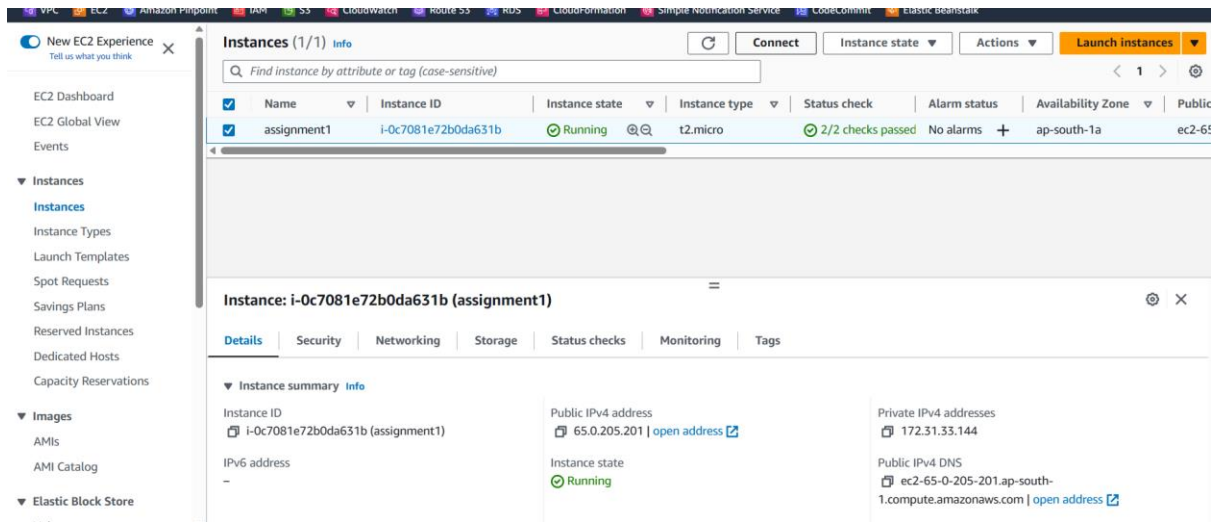 VPC EC2 Amazon Pinpoint IAM S3 CloudWatch Route 53 RDS CloudFormation Simple Notification Service CodeCommit Elastic Beanstalk
New EC2 Experience
Tell us what you think
EC2 Dashboard
EC2 Global View
Events
Instances
Instances
Instance Types
Launch Templates
Spot Requests
Savings Plans
Reserved Instances
Dedicated Hosts
Capacity Reservations
Images
AMIs
AMI Catalog
Elastic Block Store
Instances (1/1) Info
Connect Instance state Actions Launch instances
Find instance by attribute or tag (case-sensitive)
1
Name Instance ID Instance state Instance type Status check Alarm status Availability Zone Public
assignment1 i-0c7081e72b0da631b Running t2.micro 2/2 checks passed No alarms + ap-south-1a ec2-65
Instance: i-0c7081e72b0da631b (assignment1)
Details Security Networking Storage Status checks Monitoring Tags
Instance summary Info
Instance ID
i-0c7081e72b0da631b (assignment1)
IPv6 address
–
Public IPv4 address
65.0.205.201 | open address
Instance state
Running
Private IPv4 addresses
172.31.33.144
Public IPv4 DNS
ec2-65-0-205-201.ap-south-
1.compute.amazonaws.com | open address